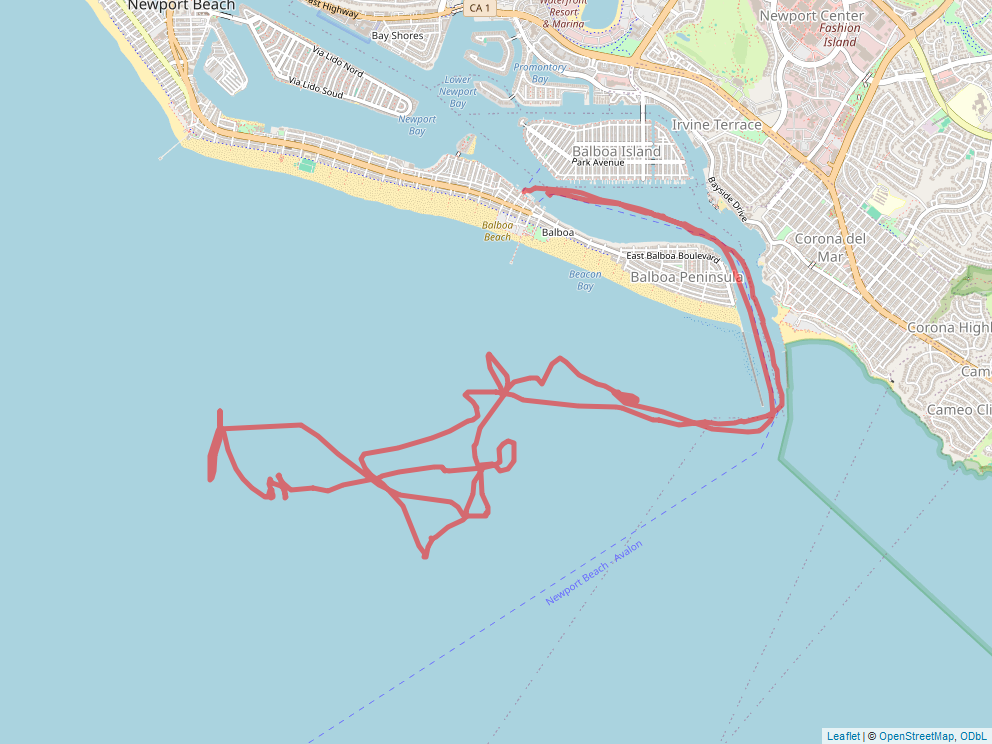 Newport Beach
East Highway
CA 1
Waterfront
Resort
& Marina
Newport Center
Fashion
Island
Bay Shores
Via Lido Nord
Via Lido Soud
Promontory
Bay
Lower
Newport
Bay
Newport
Bay
Irvine Terrace
Balboa Island
Park Avenue
Bayside Drive
Balboa
Beach
Balboa
Corona del
Mar
East Balboa Boulevard
Balboa Peninsula
Beacon
Bay
Corona Highl
Cam
Cameo Cli
Newport Beach - Avalon
Leaflet | © OpenStreetMap, ODbL